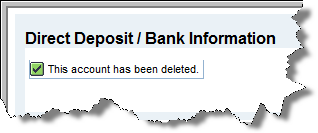 Direct Deposit / Bank Information
This account has been deleted.